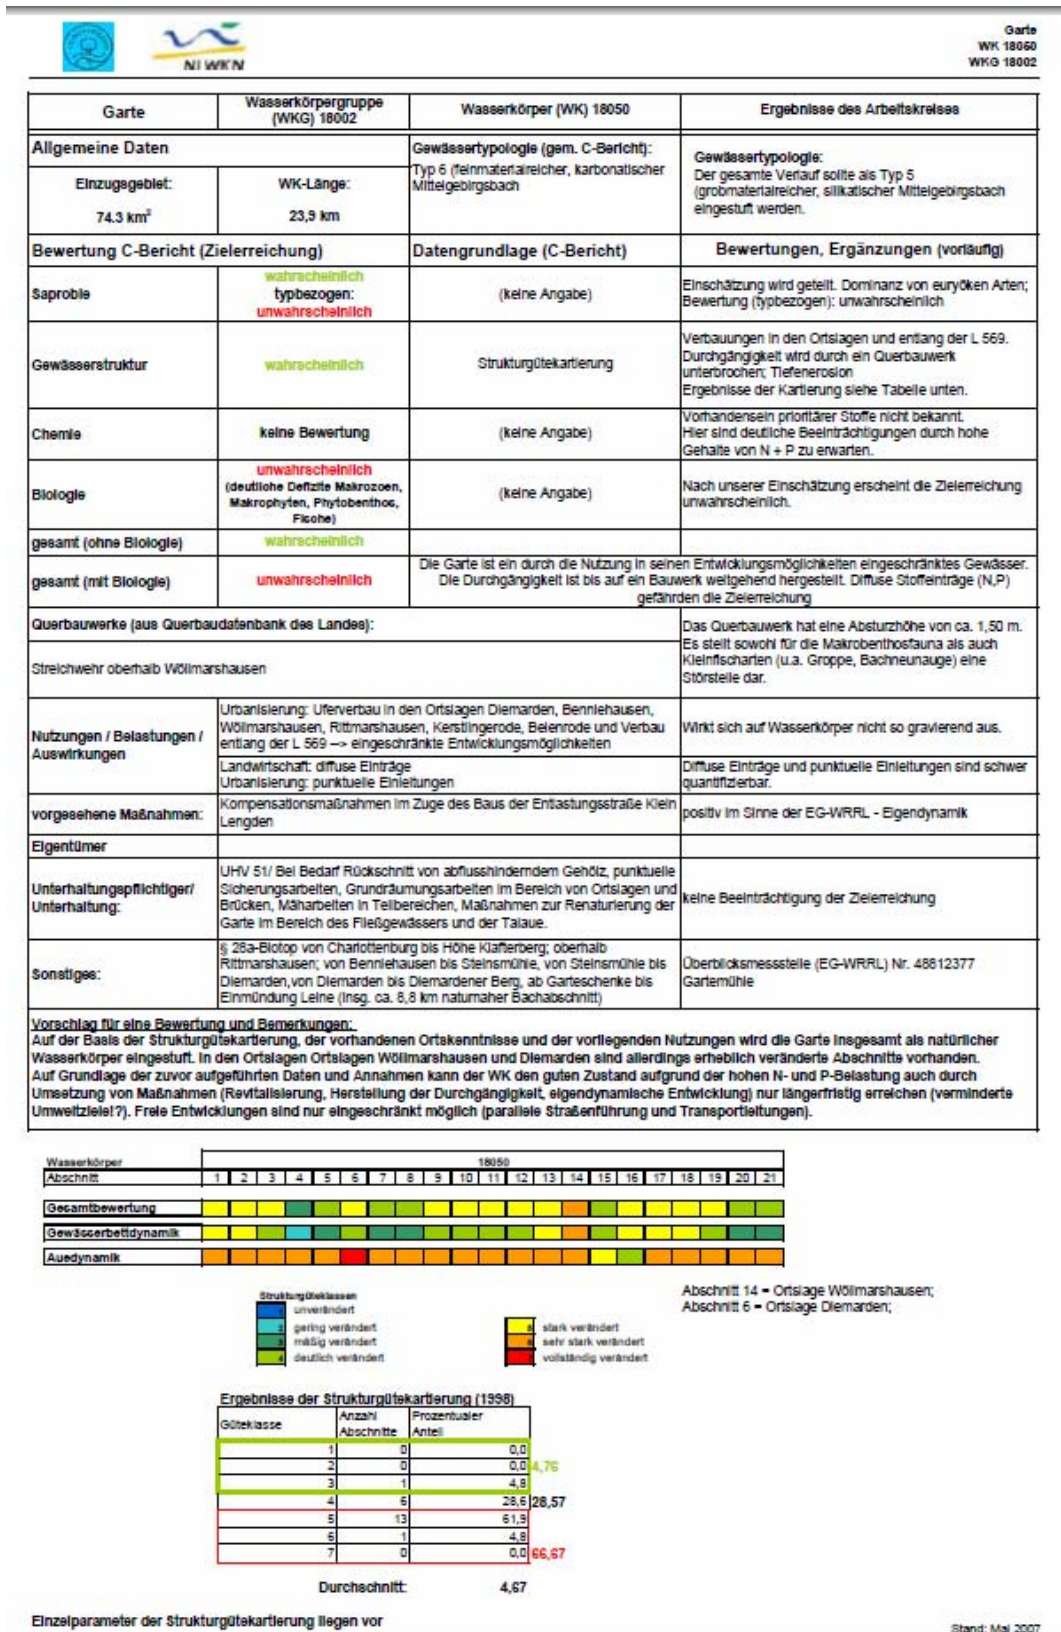 NLWKN
Garte
WK 18050
WKG 18002
Garte
Wasserkörpergruppe
(WKG) 18002
Wasserkörper (WK) 18050
Ergebnisse des Arbeitskreises
Allgemeine Daten
Einzugsgebiet:
WK-Länge:
74.3 km²
23,9 km
Gewässertypologie (gem. C-Bericht):
Typ 6 (feinmaterialreicher, karbonatischer
Mittelgebirgsbach
Gewässertypologie:
Der gesamte Verlauf sollte als Typ 5
(grobmaterialreicher, silikatischer Mittelgebirgsbach
eingestuft werden.
Bewertung C-Bericht (Zielerreichung)
Datengrundlage (C-Bericht)
Bewertungen, Ergänzungen (vorläufig)
Saprobie
wahrscheinlich
typbezogen:
unwahrscheinlich
(keine Angabe)
Einschätzung wird geteilt. Dominanz von euryöken Arten;
Bewertung (typbezogen): unwahrscheinlich
Gewässerstruktur
wahrscheinlich
Strukturgütekartierung
Verbauungen in den Ortslagen und entlang der L 569.
Durchgängigkeit wird durch ein Querbauwerk
unterbrochen; Tiefenerosion
Ergebnisse der Kartierung siehe Tabelle unten.
Chemie
keine Bewertung
(keine Angabe)
Vorhandensein prioritärer Stoffe nicht bekannt.
Hier sind deutliche Beeinträchtigungen durch hohe
Gehalte von N + P zu erwarten.
Biologie
unwahrscheinlich
(deutliche Defizite Makrozoen,
Makrophyten, Phytobenthos,
Fische)
(keine Angabe)
Nach unserer Einschätzung erscheint die Zielerreichung
unwahrscheinlich.
gesamt (ohne Biologie)
wahrscheinlich
gesamt (mit Biologie)
unwahrscheinlich
Die Garte ist ein durch die Nutzung in seinen Entwicklungsmöglichkeiten eingeschränktes Gewässer.
Die Durchgängigkeit ist bis auf ein Bauwerk weitgehend hergestellt. Diffuse Stoffeinträge (N,P)
gefährden die Zielerreichung
Querbauwerke (aus Querbaudatenbank des Landes):
Streichwehr oberhalb Wöllmarshausen
Das Querbauwerk hat eine Absturzhöhe von ca. 1,50 m.
Es stellt sowohl für die Makrobenthosfauna als auch
Kleinfischarten (u.a. Groppe, Bachneunauge) eine
Störstelle dar.
Nutzungen / Belastungen /
Auswirkungen
Urbanisierung: Uferverbau in den Ortslagen Diemarden, Benniehausen,
Wöllmarshausen, Rittmarshausen, Kerstlingerode, Beienrode und Verbau
entlang der L 569 --> eingeschränkte Entwicklungsmöglichkeiten
Wirkt sich auf Wasserkörper nicht so gravierend aus.
Landwirtschaft: diffuse Einträge
Urbanisierung: punktuelle Einleitungen
Diffuse Einträge und punktuelle Einleitungen sind schwer
quantifizierbar.
vorgesehene Maßnahmen:
Kompensationsmaßnahmen im Zuge des Baus der Entlastungsstraße Klein
Lengden
positiv im Sinne der EG-WRRL - Eigendynamik
Eigentümer
Unterhaltungspflichtiger/
Unterhaltung:
UHV 51/ Bei Bedarf Rückschnitt von abflusshinderndem Gehölz, punktuelle
Sicherungsarbeiten, Grundräumungsarbeiten im Bereich von Ortslagen und
Brücken, Mäharbeiten in Teilbereichen, Maßnahmen zur Renaturierung der
Garte im Bereich des Fließgewässers und der Talaue.
keine Beeinträchtigung der Zielerreichung
Sonstiges:
§ 28a-Biotop von Charlottenburg bis Höhe Klafterberg; oberhalb
Rittmarshausen; von Benniehausen bis Steinsmühle, von Steinsmühle bis
Diemarden,von Diemarden bis Diemardener Berg, ab Garteschenke bis
Einmündung Leine (insg. ca. 8,8 km naturnaher Bachabschnitt)
Überblicksmessstelle (EG-WRRL) Nr. 48812377
Gartemühle
Vorschlag für eine Bewertung und Bemerkungen:
Auf der Basis der Strukturgütekartierung, der vorhandenen Ortskenntnisse und der vorliegenden Nutzungen wird die Garte insgesamt als natürlicher
Wasserkörper eingestuft. In den Ortslagen Ortslagen Wöllmarshausen und Diemarden sind allerdings erheblich veränderte Abschnitte vorhanden.
Auf Grundlage der zuvor aufgeführten Daten und Annahmen kann der WK den guten Zustand aufgrund der hohen N- und P-Belastung auch durch
Umsetzung von Maßnahmen (Revitalisierung, Herstellung der Durchgängigkeit, eigendynamische Entwicklung) nur längerfristig erreichen (verminderte
Umweltziele!?). Freie Entwicklungen sind nur eingeschränkt möglich (parallele Straßenführung und Transportleitungen).
Wasserkörper 18050
Abschnitt 1 2 3 4 5 6 7 8 9 10 11 12 13 14 15 16 17 18 19 20 21
Gesamtbewertung
Gewässerbettdynamik
Auedynamik
Abschnitt 14 = Ortslage Wöllmarshausen;
Abschnitt 6 = Ortslage Diemarden;
Strukturgüteklassen
1 unverändert
2 gering verändert
3 mäßig verändert
4 deutlich verändert
5 stark verändert
6 sehr stark verändert
7 vollständig verändert
Ergebnisse der Strukturgütekartierung (1998)
Güteklasse
Anzahl
Abschnitte
Prozentualer
Anteil
1 0 0,0
2 0 0,0 4,76
3 1 4,8
4 6 28,6 28,57
5 13 61,9
6 1 4,8
7 0 0,0 66,67
Durchschnitt: 4,67
Einzelparameter der Strukturgütekartierung liegen vor
Stand: Mai 2007